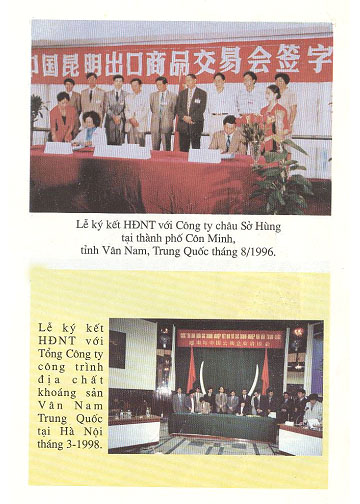 中国昆明出口商品交易会签字
Lễ ký kết HĐNT với Công ty châu Sở Hùng
tại thành phố Côn Minh,
tỉnh Vân Nam, Trung Quốc tháng 8/1996.
Lễ ký kết
HĐNT với
Tổng Công ty
công trình
địa chất
khoáng sản
Vân Nam
Trung Quốc
tại Hà Nội
tháng 3-1998.